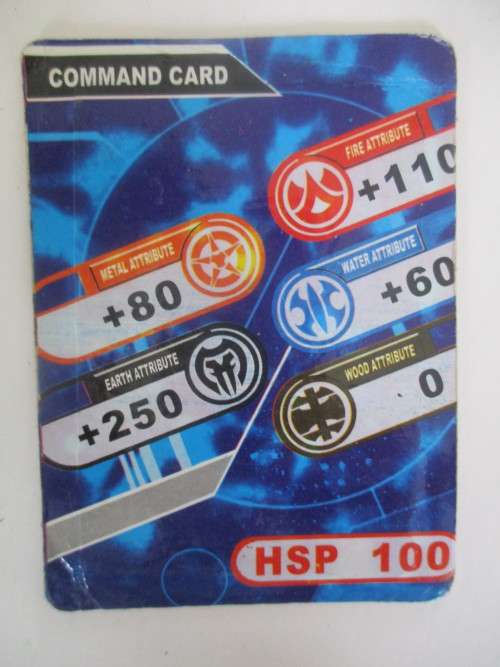 COMMAND CARD
FIRE ATTRIBUTE
+110
METAL ATTRIBUTE
+80
WATER ATTRIBUTE
+60
EARTH ATTRIBUTE
+250
WOOD ATTRIBUTE
0
HSP 100